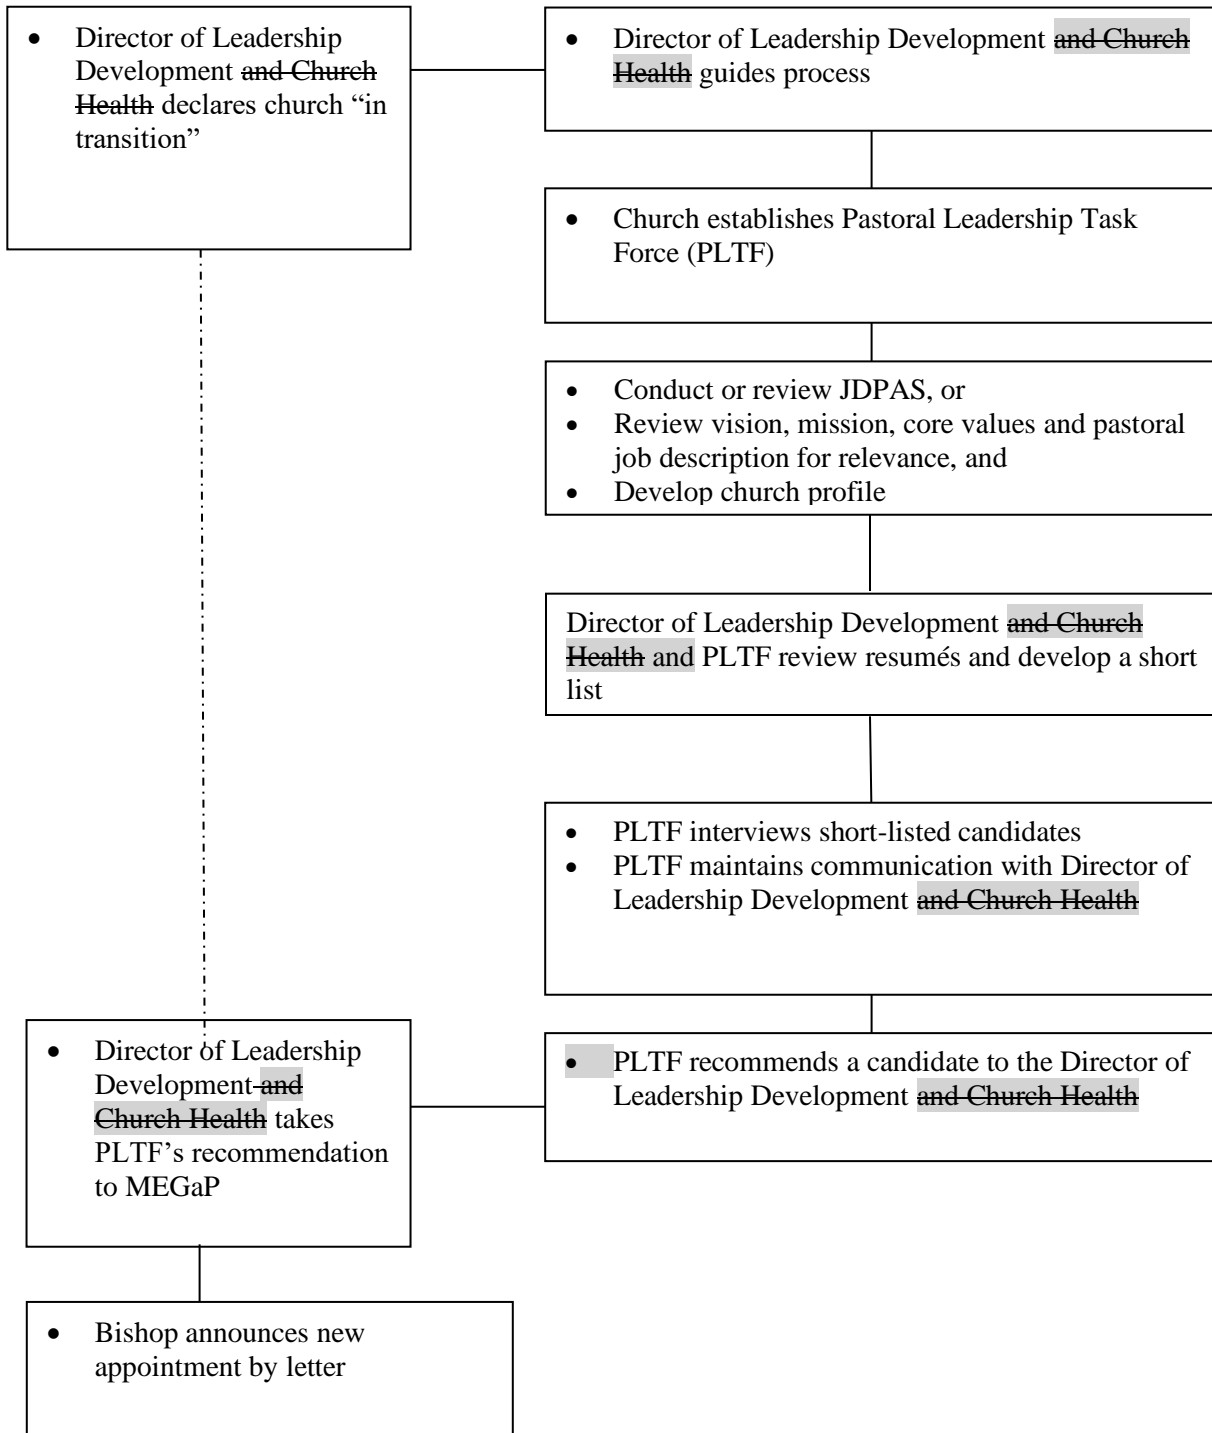 • Director of Leadership
Development and Church
Health declares church “in
transition”
• Director of Leadership Development and Church
Health guides process
• Church establishes Pastoral Leadership Task
Force (PLTF)
• Conduct or review JDPAS, or
• Review vision, mission, core values and pastoral
job description for relevance, and
• Develop church profile
Director of Leadership Development and Church
Health and PLTF review resumés and develop a short
list
• PLTF interviews short-listed candidates
• PLTF maintains communication with Director of
Leadership Development and Church Health
• PLTF recommends a candidate to the Director of
Leadership Development and Church Health
• Director of Leadership
Development and
Church Health takes
PLTF’s recommendation
to MEGaP
• Bishop announces new
appointment by letter